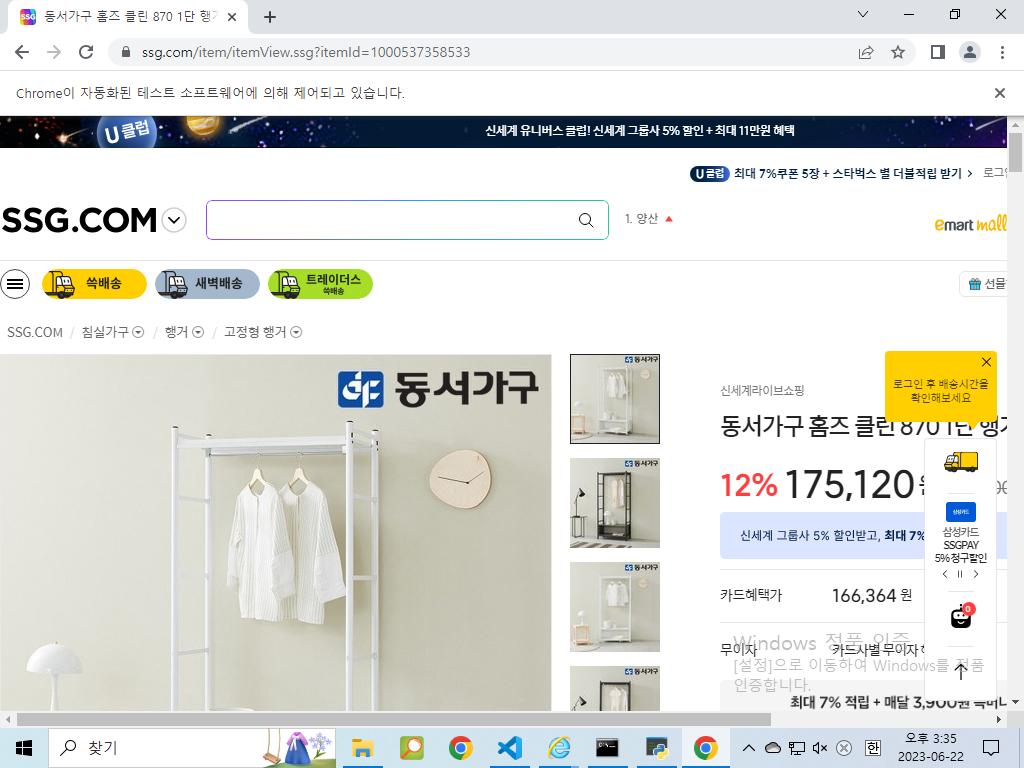 동서가구 홈즈 클린 870 1단 행거
ssg.com/item/itemView.ssg?itemId=1000537358533
Chrome이 자동화된 테스트 소프트웨어에 의해 제어되고 있습니다.
U 클럽
신세계 유니버스 클럽! 신세계 그룹사 5% 할인 + 최대 11만원 혜택
U 클럽 최대 7%쿠폰 5장 + 스타벅스 별 더블적립 받기 >
SSG.COM
1. 양산
emart mall
쓱배송
새벽배송
트레이더스
쓱배송
선물
SSG.COM / 침실가구 / 행거 / 고정형 행거
동서가구
동서가구
동서가구
동서가구
동서가구
신세계라이브쇼핑
동서가구 홈즈 클린 870 1단 행거
12% 175,120
신세계 그룹사 5% 할인받고, 최대 7%
카드혜택가 166,364 원
무이자 카드사별 무이자
최대 7% 적립 + 매달 3,900원
로그인 후 배송시간을
확인해보세요
삼성카드
삼성카드
SSGPAY
5% 청구할인
0
Windows 정품 인증
[설정]으로 이동하여 Windows를 정품
인증합니다.
찾기
한
오후 3:35
2023-06-22